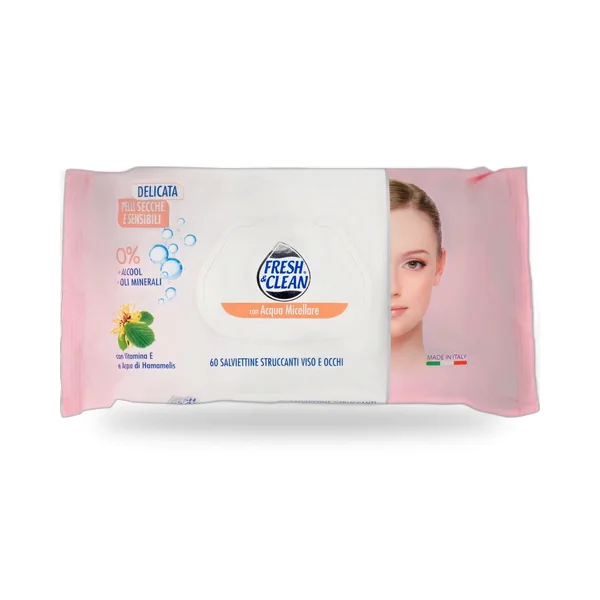 DELICATA
PELLI SECCHE
E SENSIBILI
0%
ALCOOL
OLI MINERALI
con Vitamina E
e Acqua di Hamamelis
FRESH
& CLEAN
con Acqua Micellare
60 SALVIETTINE STRUCCANTI VISO E OCCHI
MADE IN ITALY